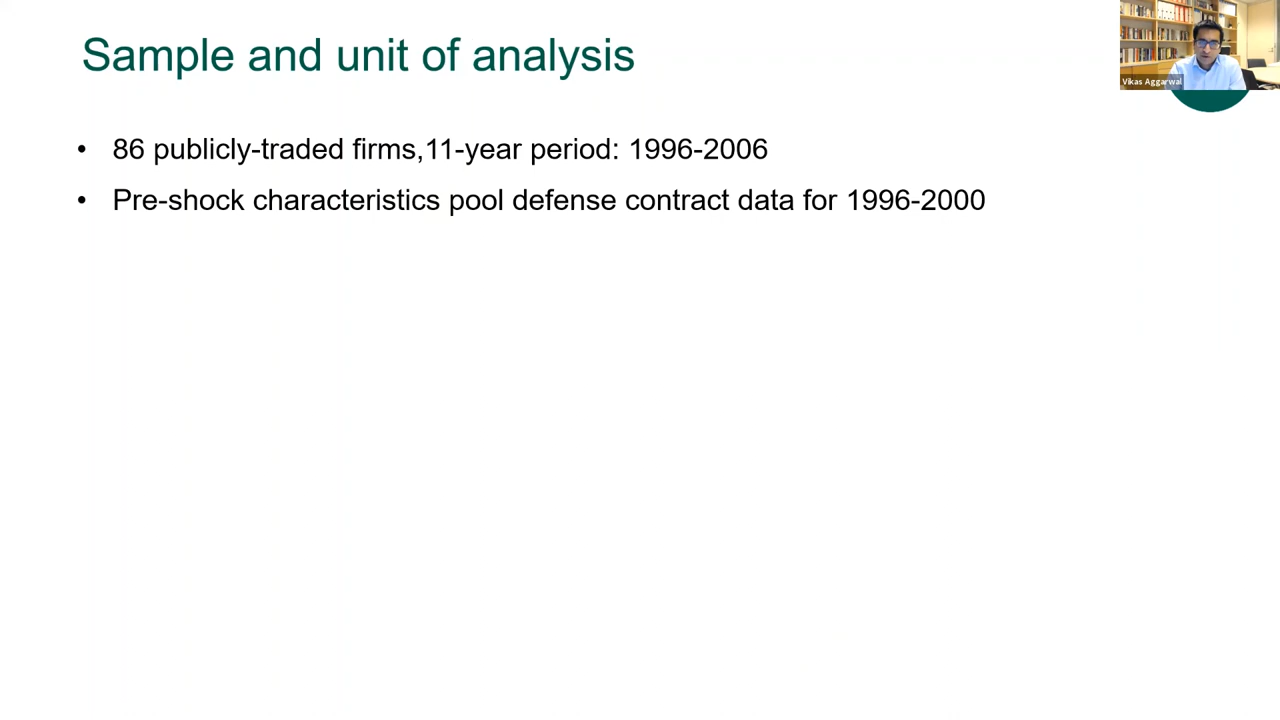 Sample and unit of analysis
Vikas Aggarwal
• 86 publicly-traded firms,11-year period: 1996-2006
• Pre-shock characteristics pool defense contract data for 1996-2000